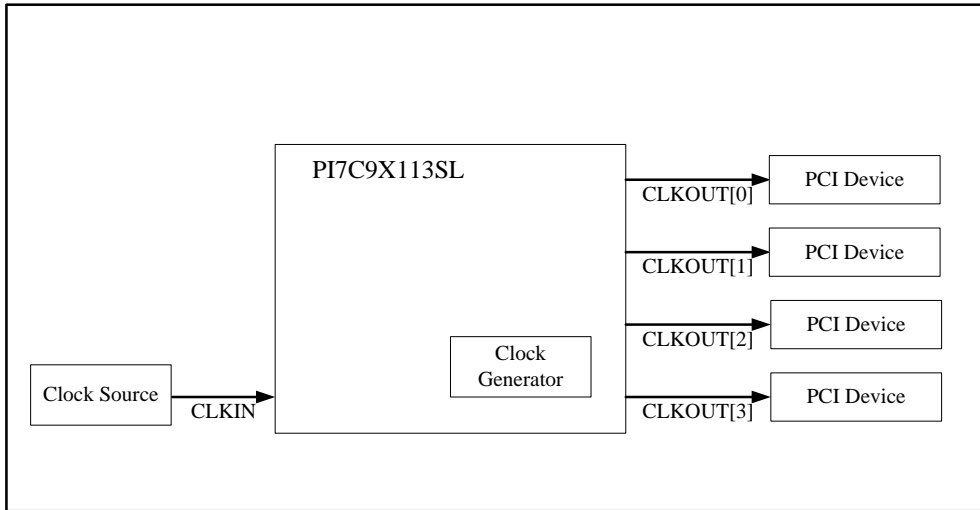 PI7C9X113SL
CLKOUT[0]
PCI Device
CLKOUT[1]
PCI Device
CLKOUT[2]
PCI Device
Clock
Generator
Clock Source
CLKIN
CLKOUT[3]
PCI Device